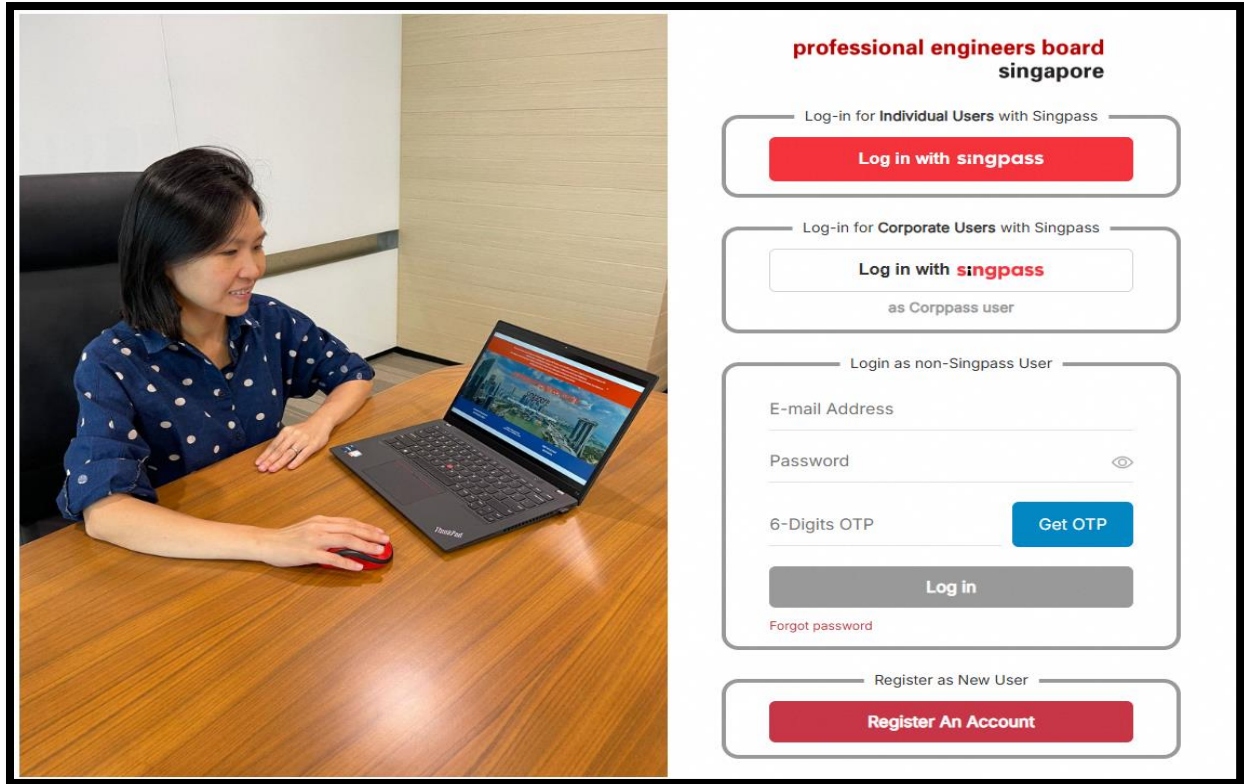 professional engineers board
singapore
Log-in for Individual Users with Singpass
Log in with singpass
Log-in for Corporate Users with Singpass
Log in with singpass
as Corppass user
Login as non-Singpass User
E-mail Address
Password
6-Digits OTP
Get OTP
Log in
Forgot password
Register as New User
Register An Account
ThinkPad